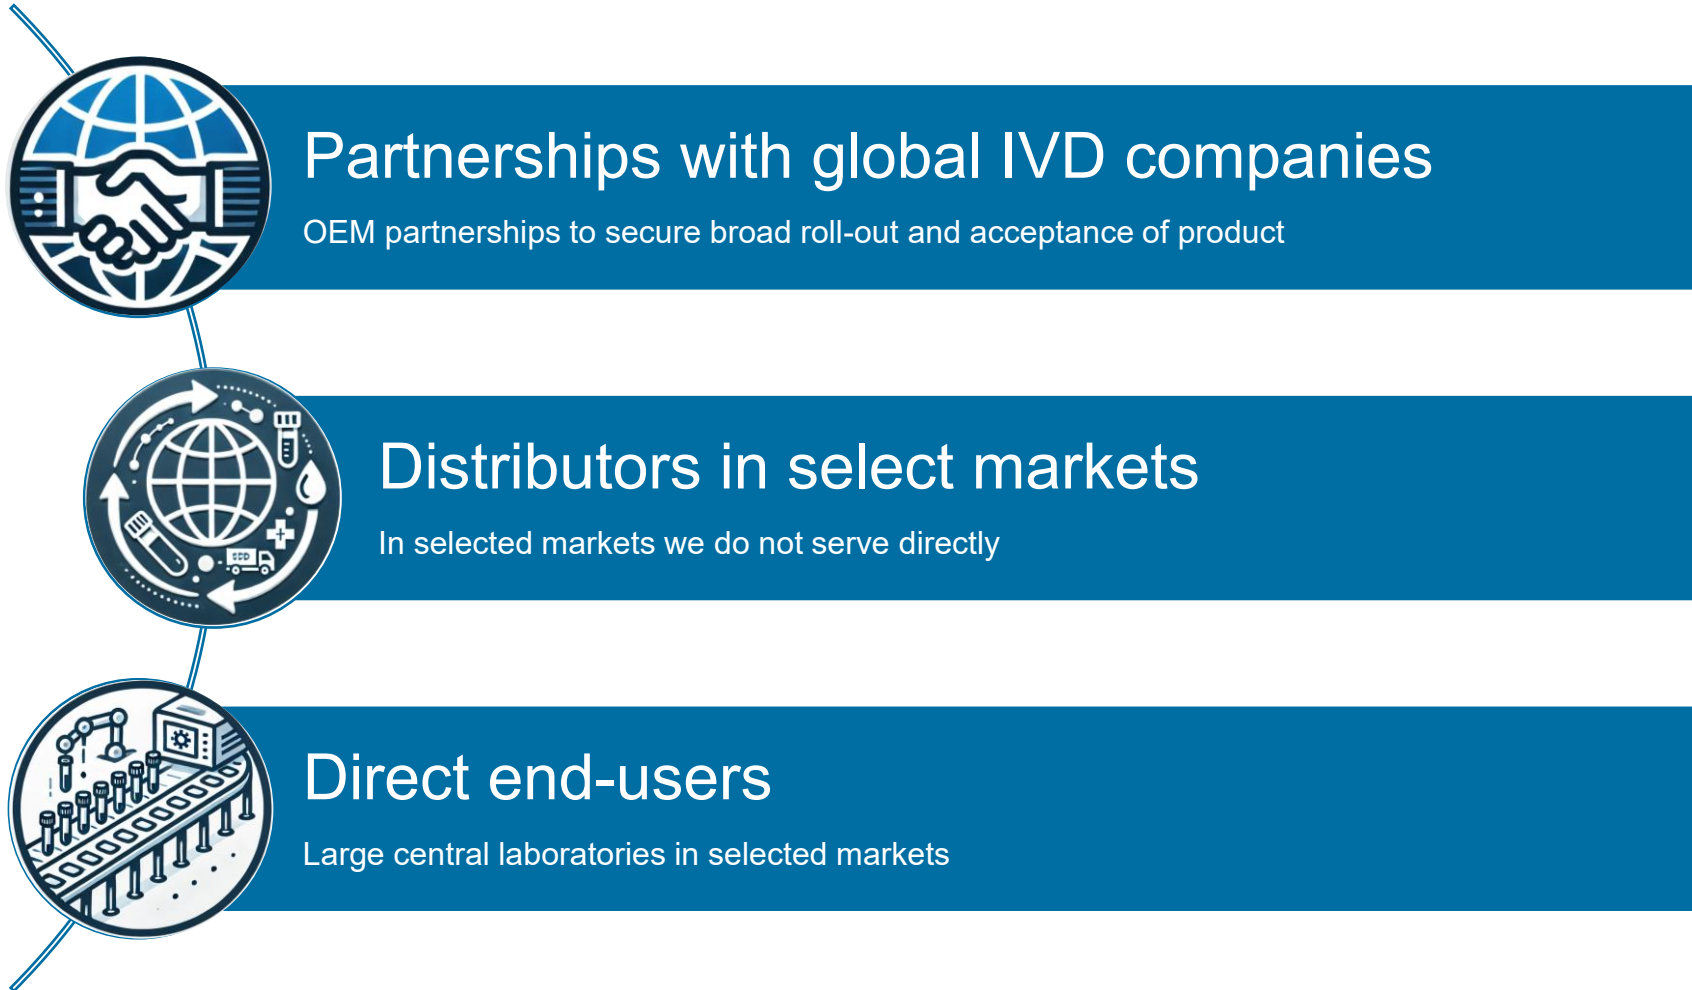 Partnerships with global IVD companies
OEM partnerships to secure broad roll-out and acceptance of product
Distributors in select markets
In selected markets we do not serve directly
Direct end-users
Large central laboratories in selected markets